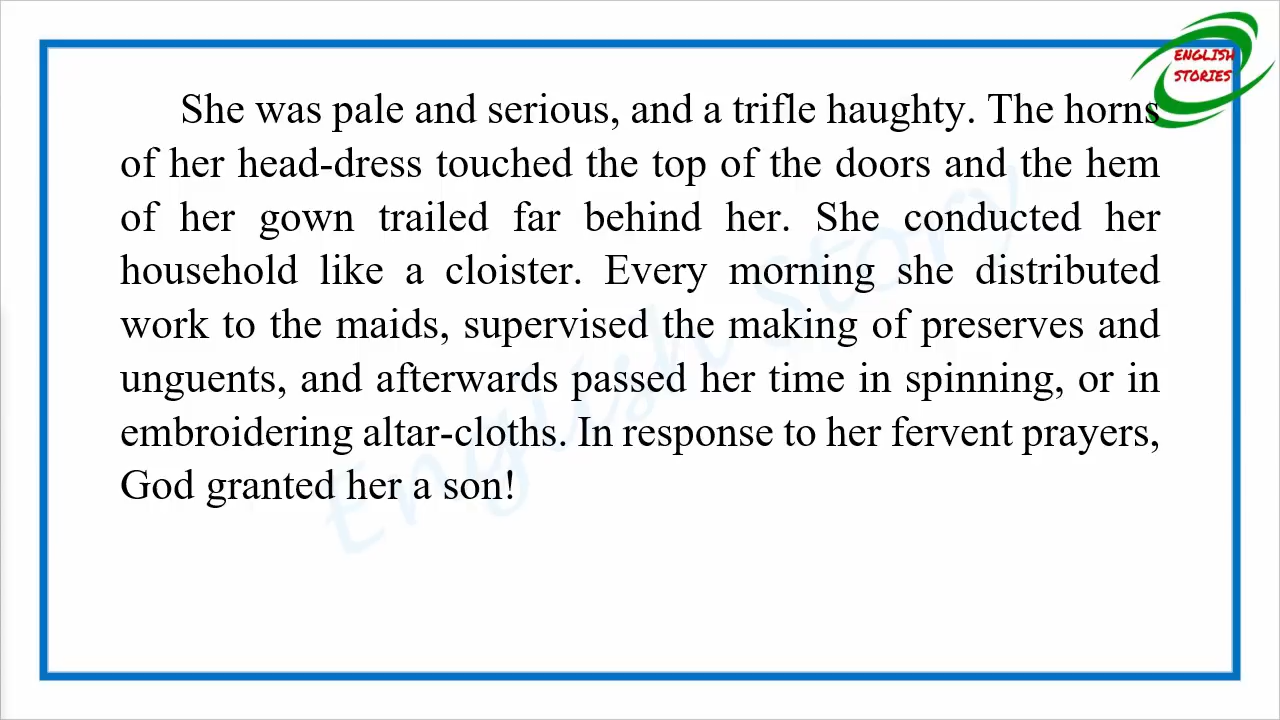 ENGLISH
STORIES
She was pale and serious, and a trifle haughty. The horns
of her head-dress touched the top of the doors and the hem
of her gown trailed far behind her. She conducted her
household like a cloister. Every morning she distributed
work to the maids, supervised the making of preserves and
unguents, and afterwards passed her time in spinning, or in
embroidering altar-cloths. In response to her fervent prayers,
God granted her a son!
English Story